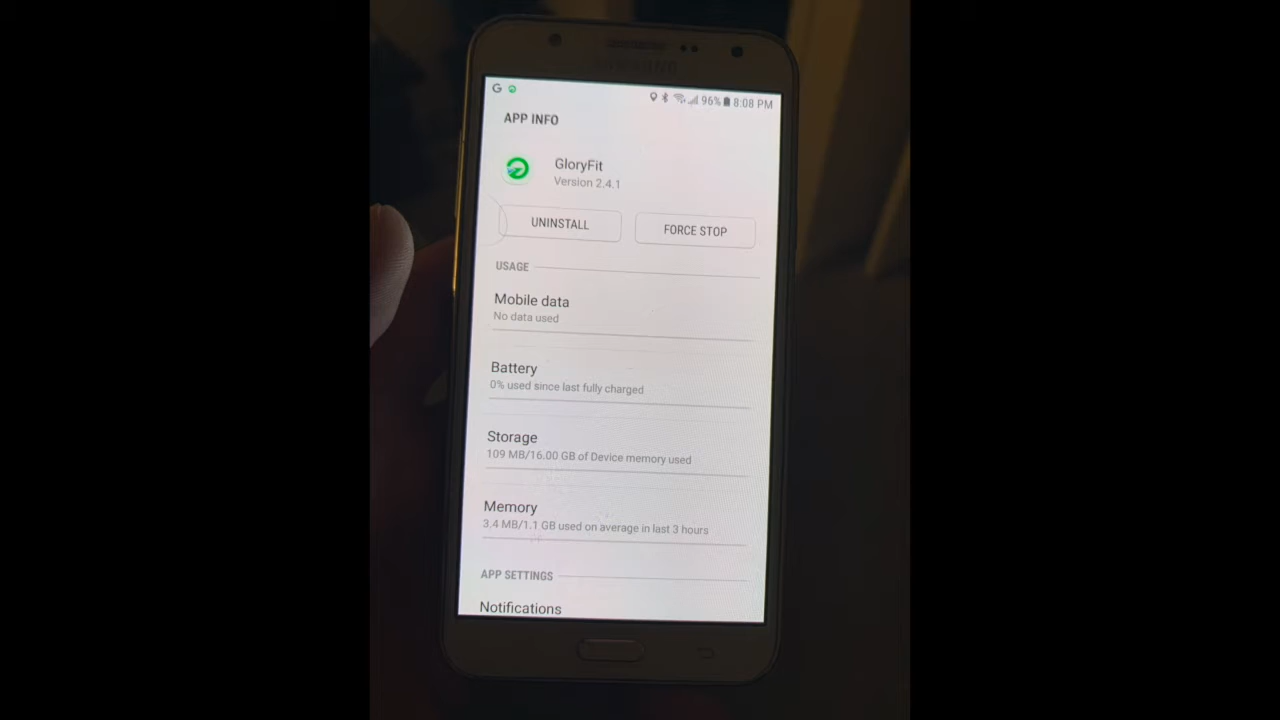 SAMSUNG
G 96% 8:08 PM
APP INFO
GloryFit
Version 2.4.1
UNINSTALL FORCE STOP
USAGE
Mobile data
No data used
Battery
0% used since last fully charged
Storage
109 MB/16.00 GB of Device memory used
Memory
3.4 MB/1.1 GB used on average in last 3 hours
APP SETTINGS
Notifications